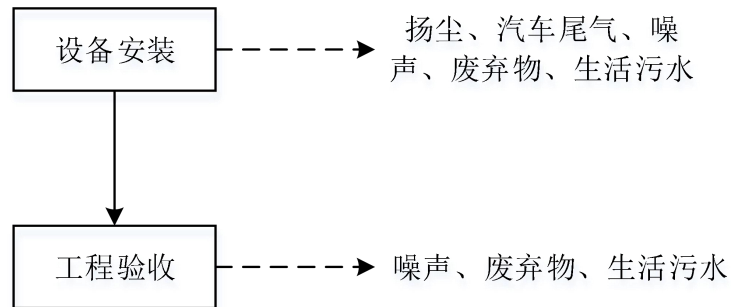 设备安装
扬尘、汽车尾气、噪
声、废弃物、生活污水
工程验收
噪声、废弃物、生活污水